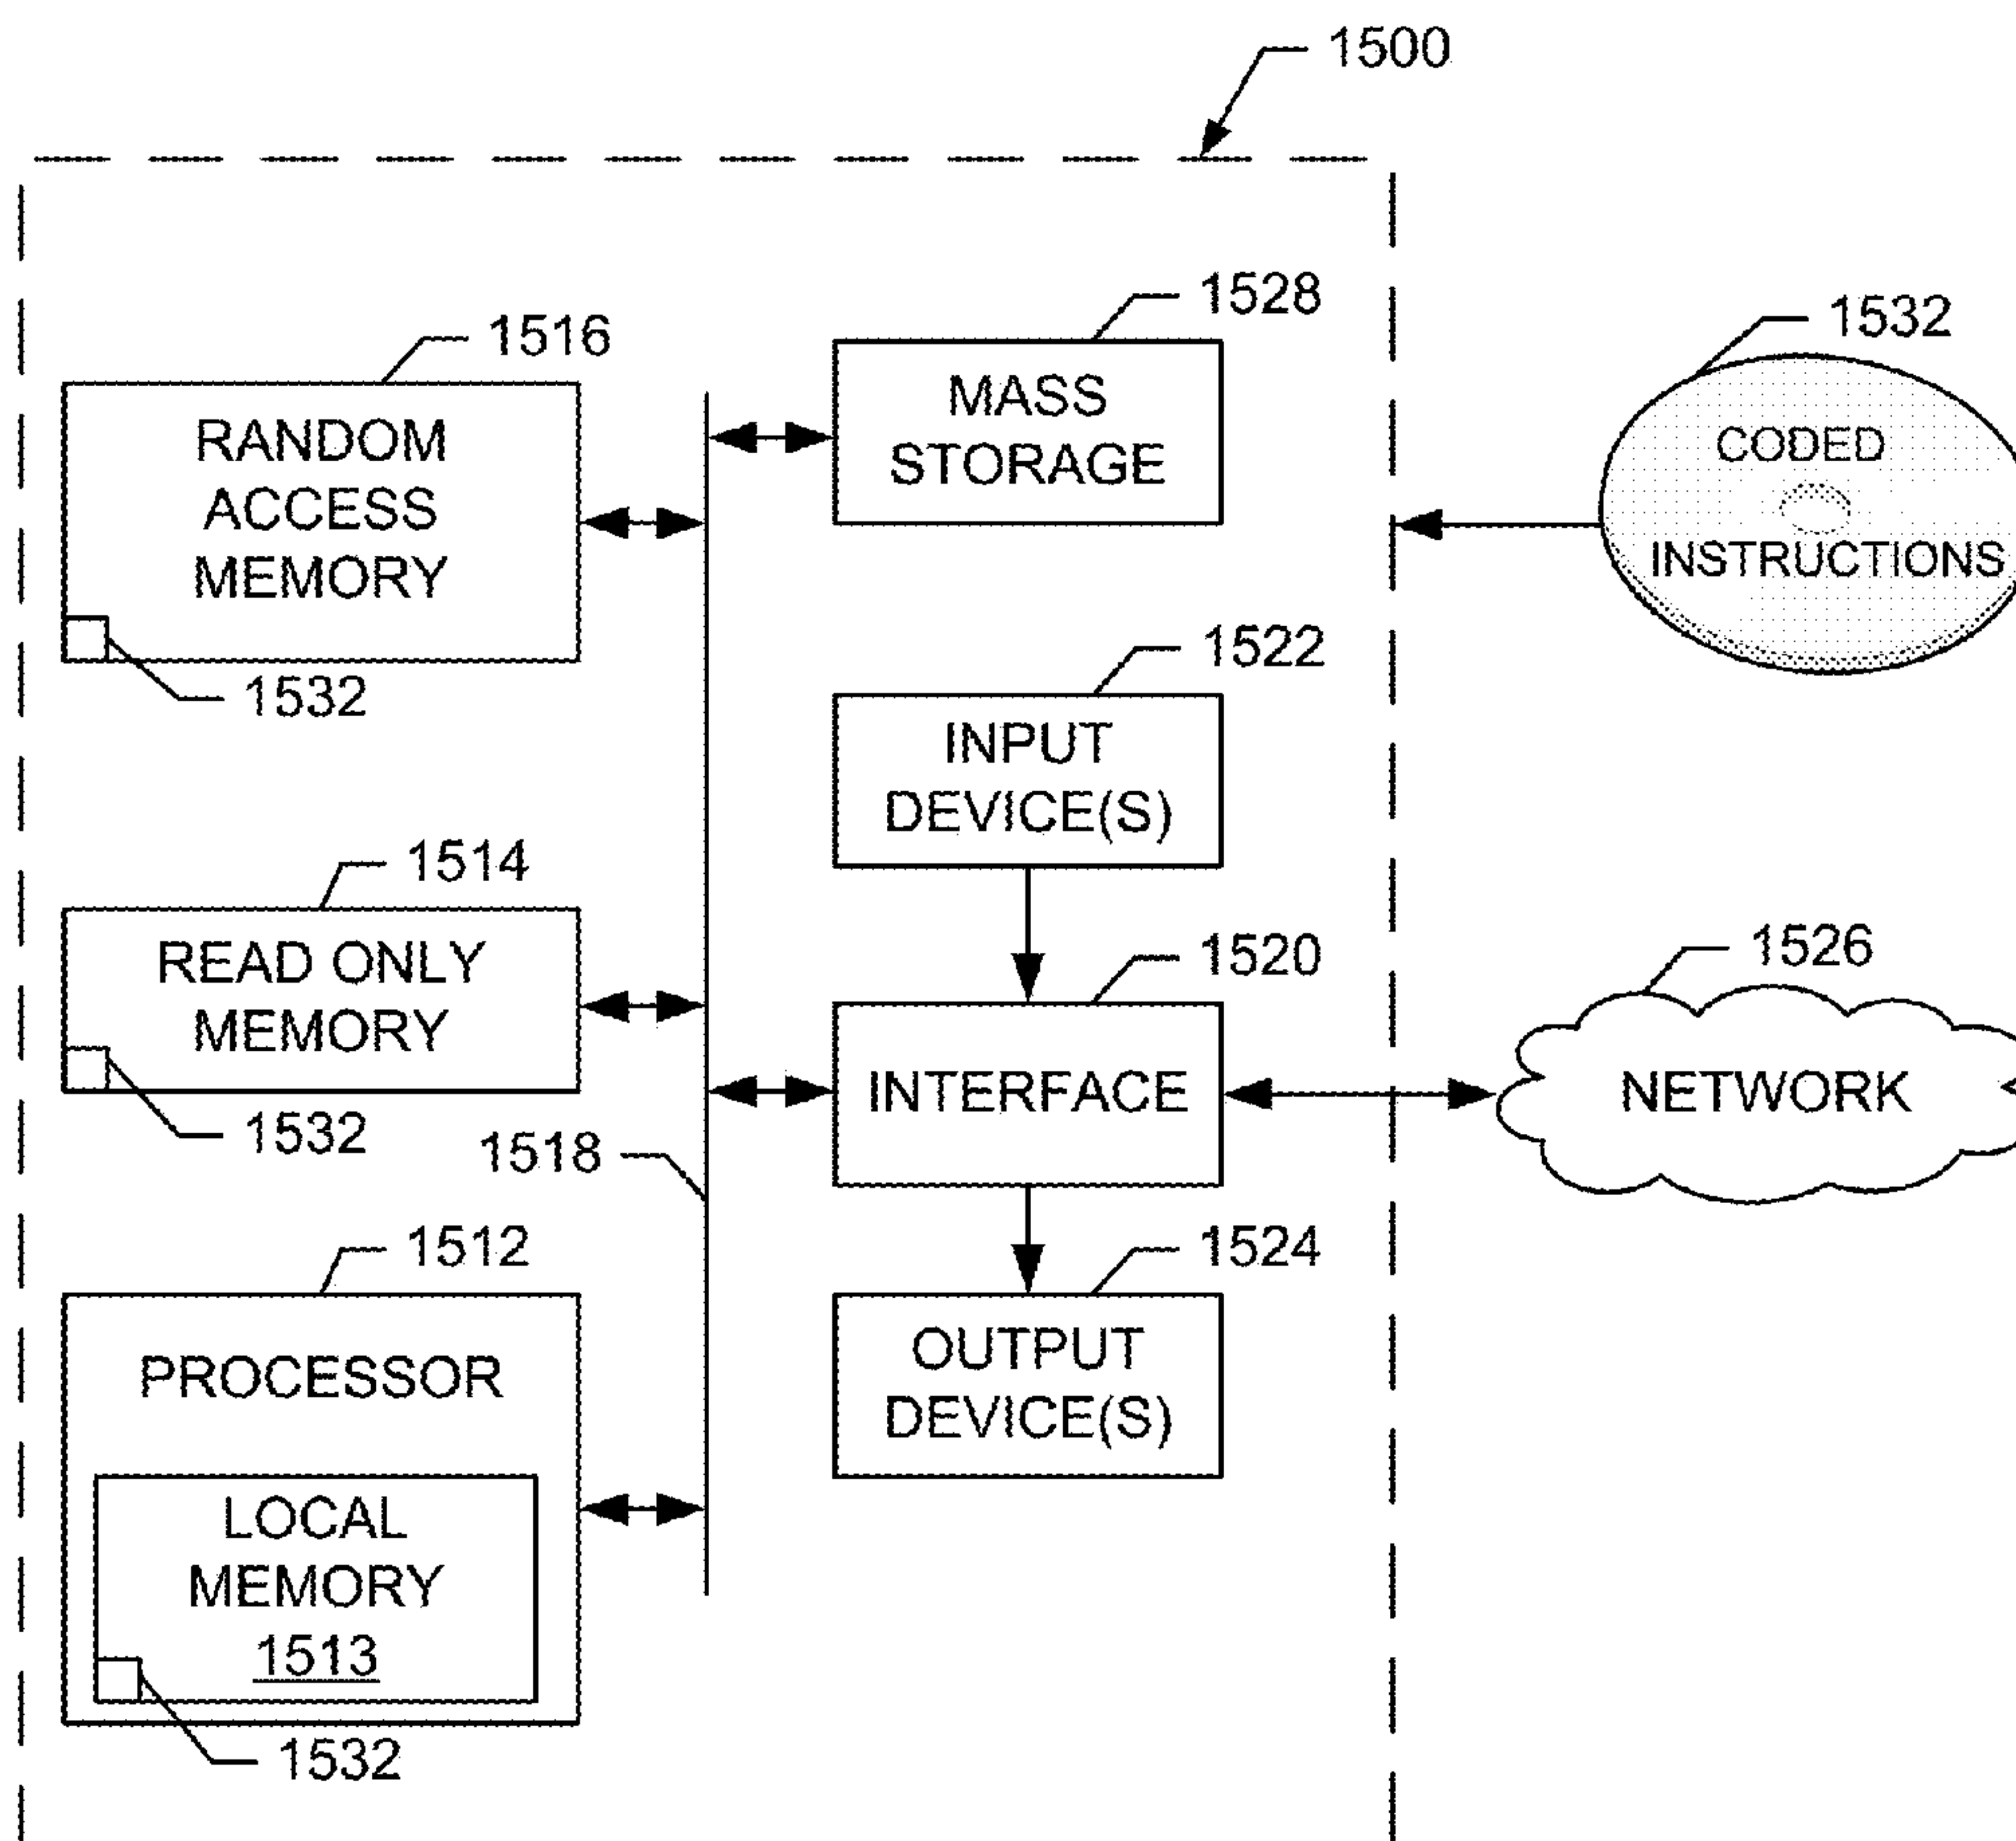 1500
1528
1516
1532
MASS
STORAGE
RANDOM
ACCESS
MEMORY
CODED
INSTRUCTIONS
1532
1522
INPUT
DEVICE(S)
1514
READ ONLY
MEMORY
1532
1520
1526
INTERFACE
NETWORK
1518
1512
1524
PROCESSOR
OUTPUT
DEVICE(S)
LOCAL
MEMORY
1513
1532